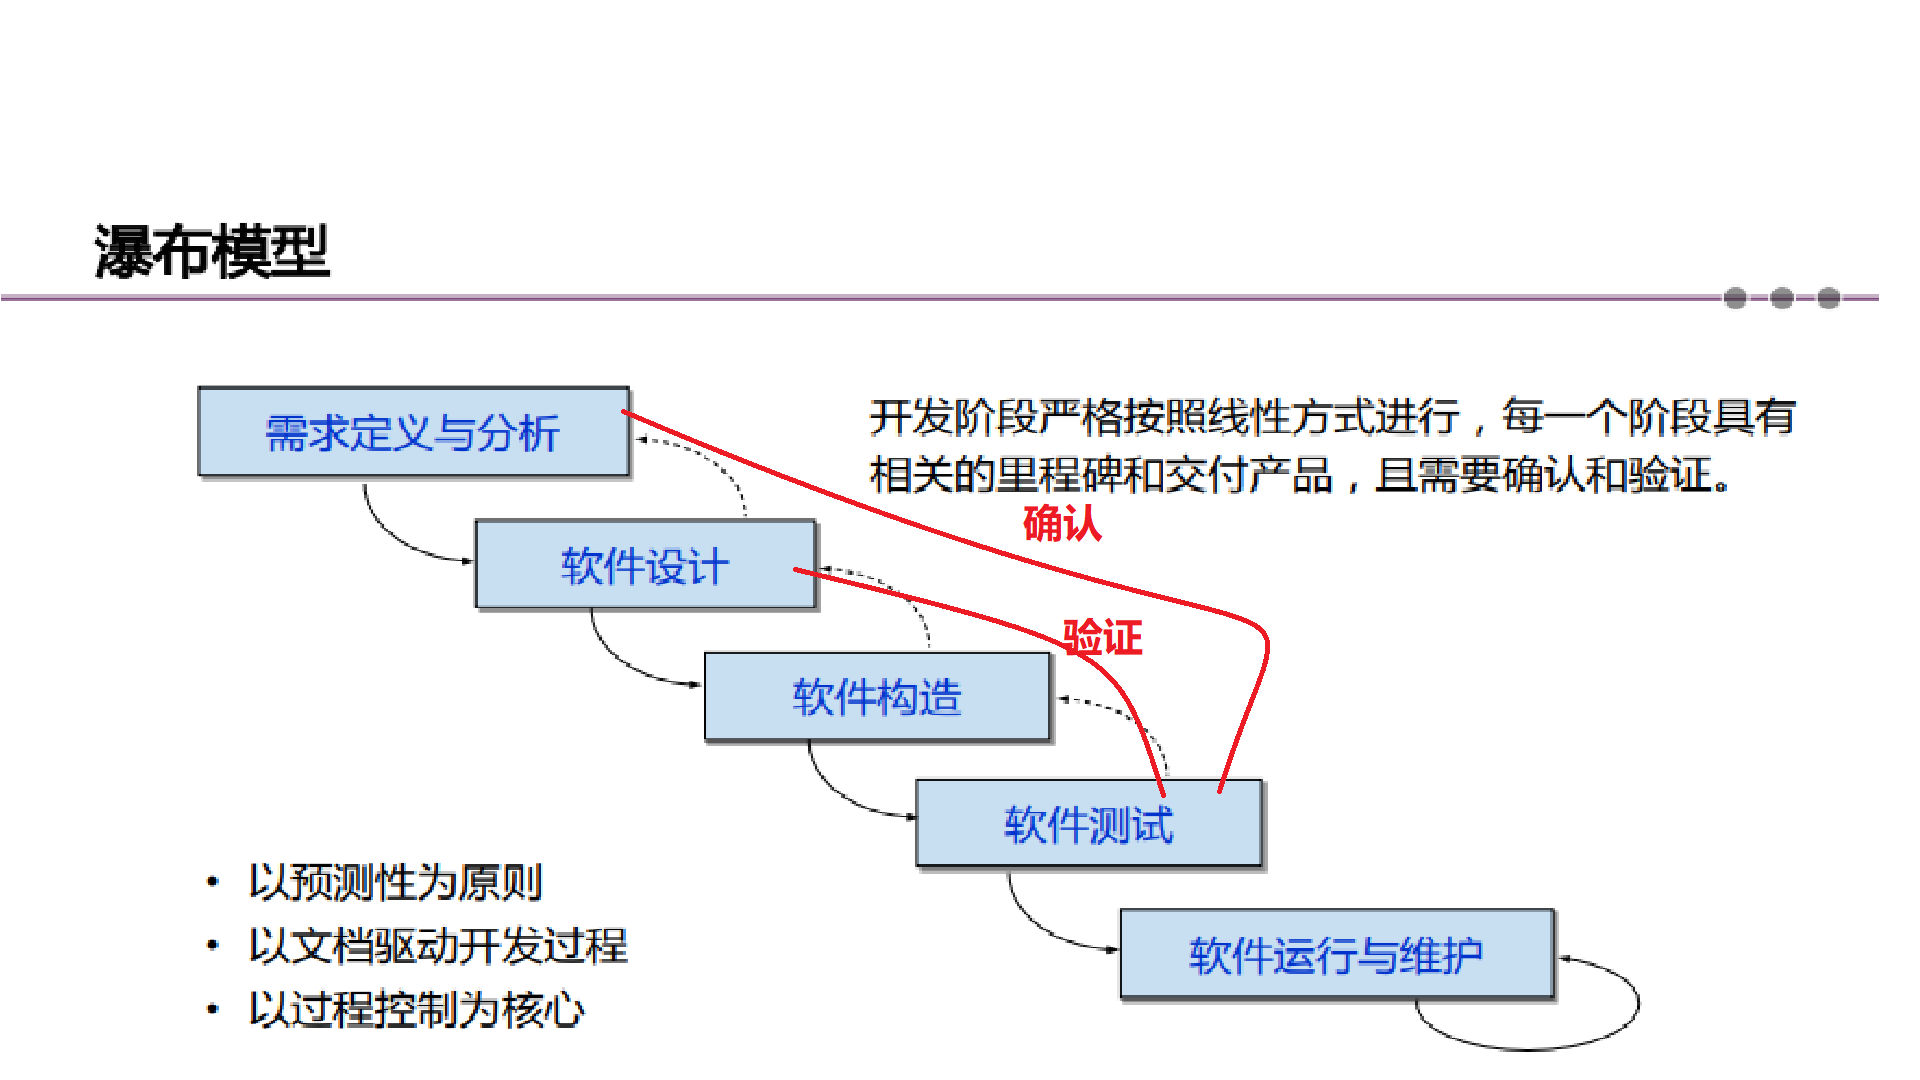 瀑布模型
需求定义与分析
开发阶段严格按照线性方式进行，每一个阶段具有
相关的里程碑和交付产品，且需要确认和验证。
确认
软件设计
验证
软件构造
软件测试
• 以预测性为原则
• 以文档驱动开发过程
• 以过程控制为核心
软件运行与维护